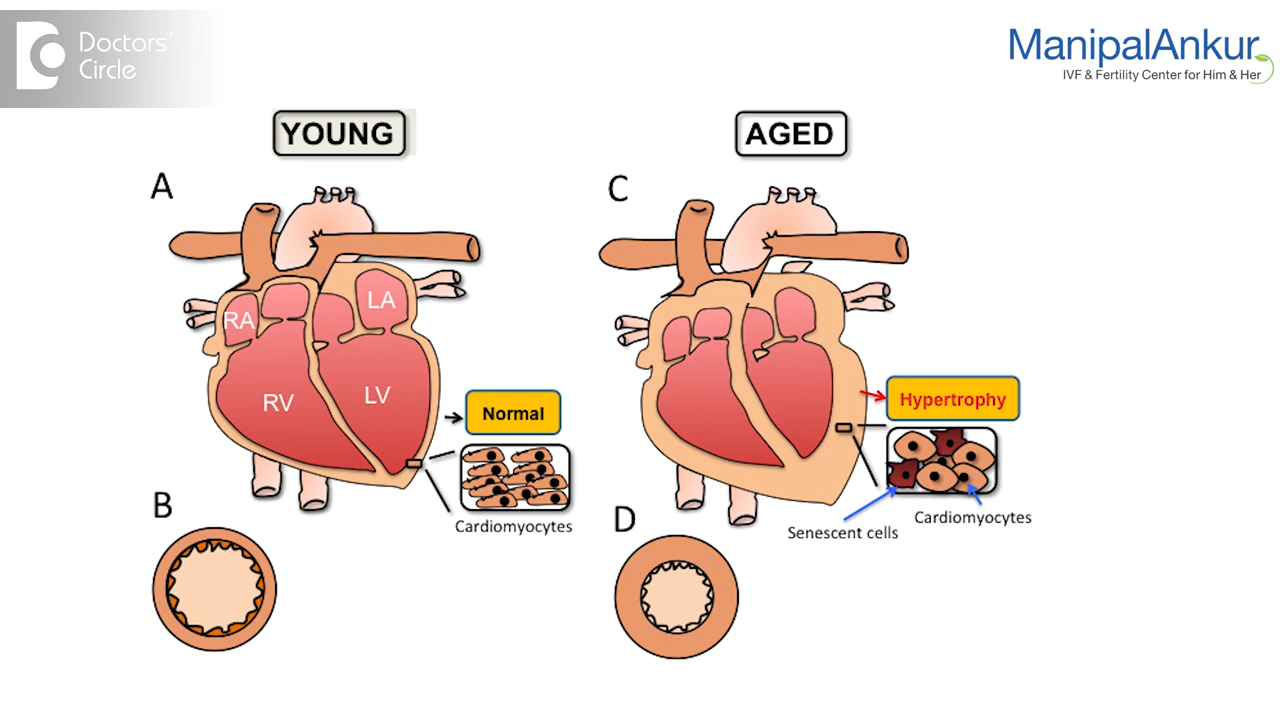 Doctors'
Circle
ManipalAnkur
IVF & Fertility Center for Him & Her
YOUNG
AGED
A
C
LA
RA
RV
LV
Normal
Hypertrophy
Cardiomyocytes
Senescent cells
Cardiomyocytes
B
D